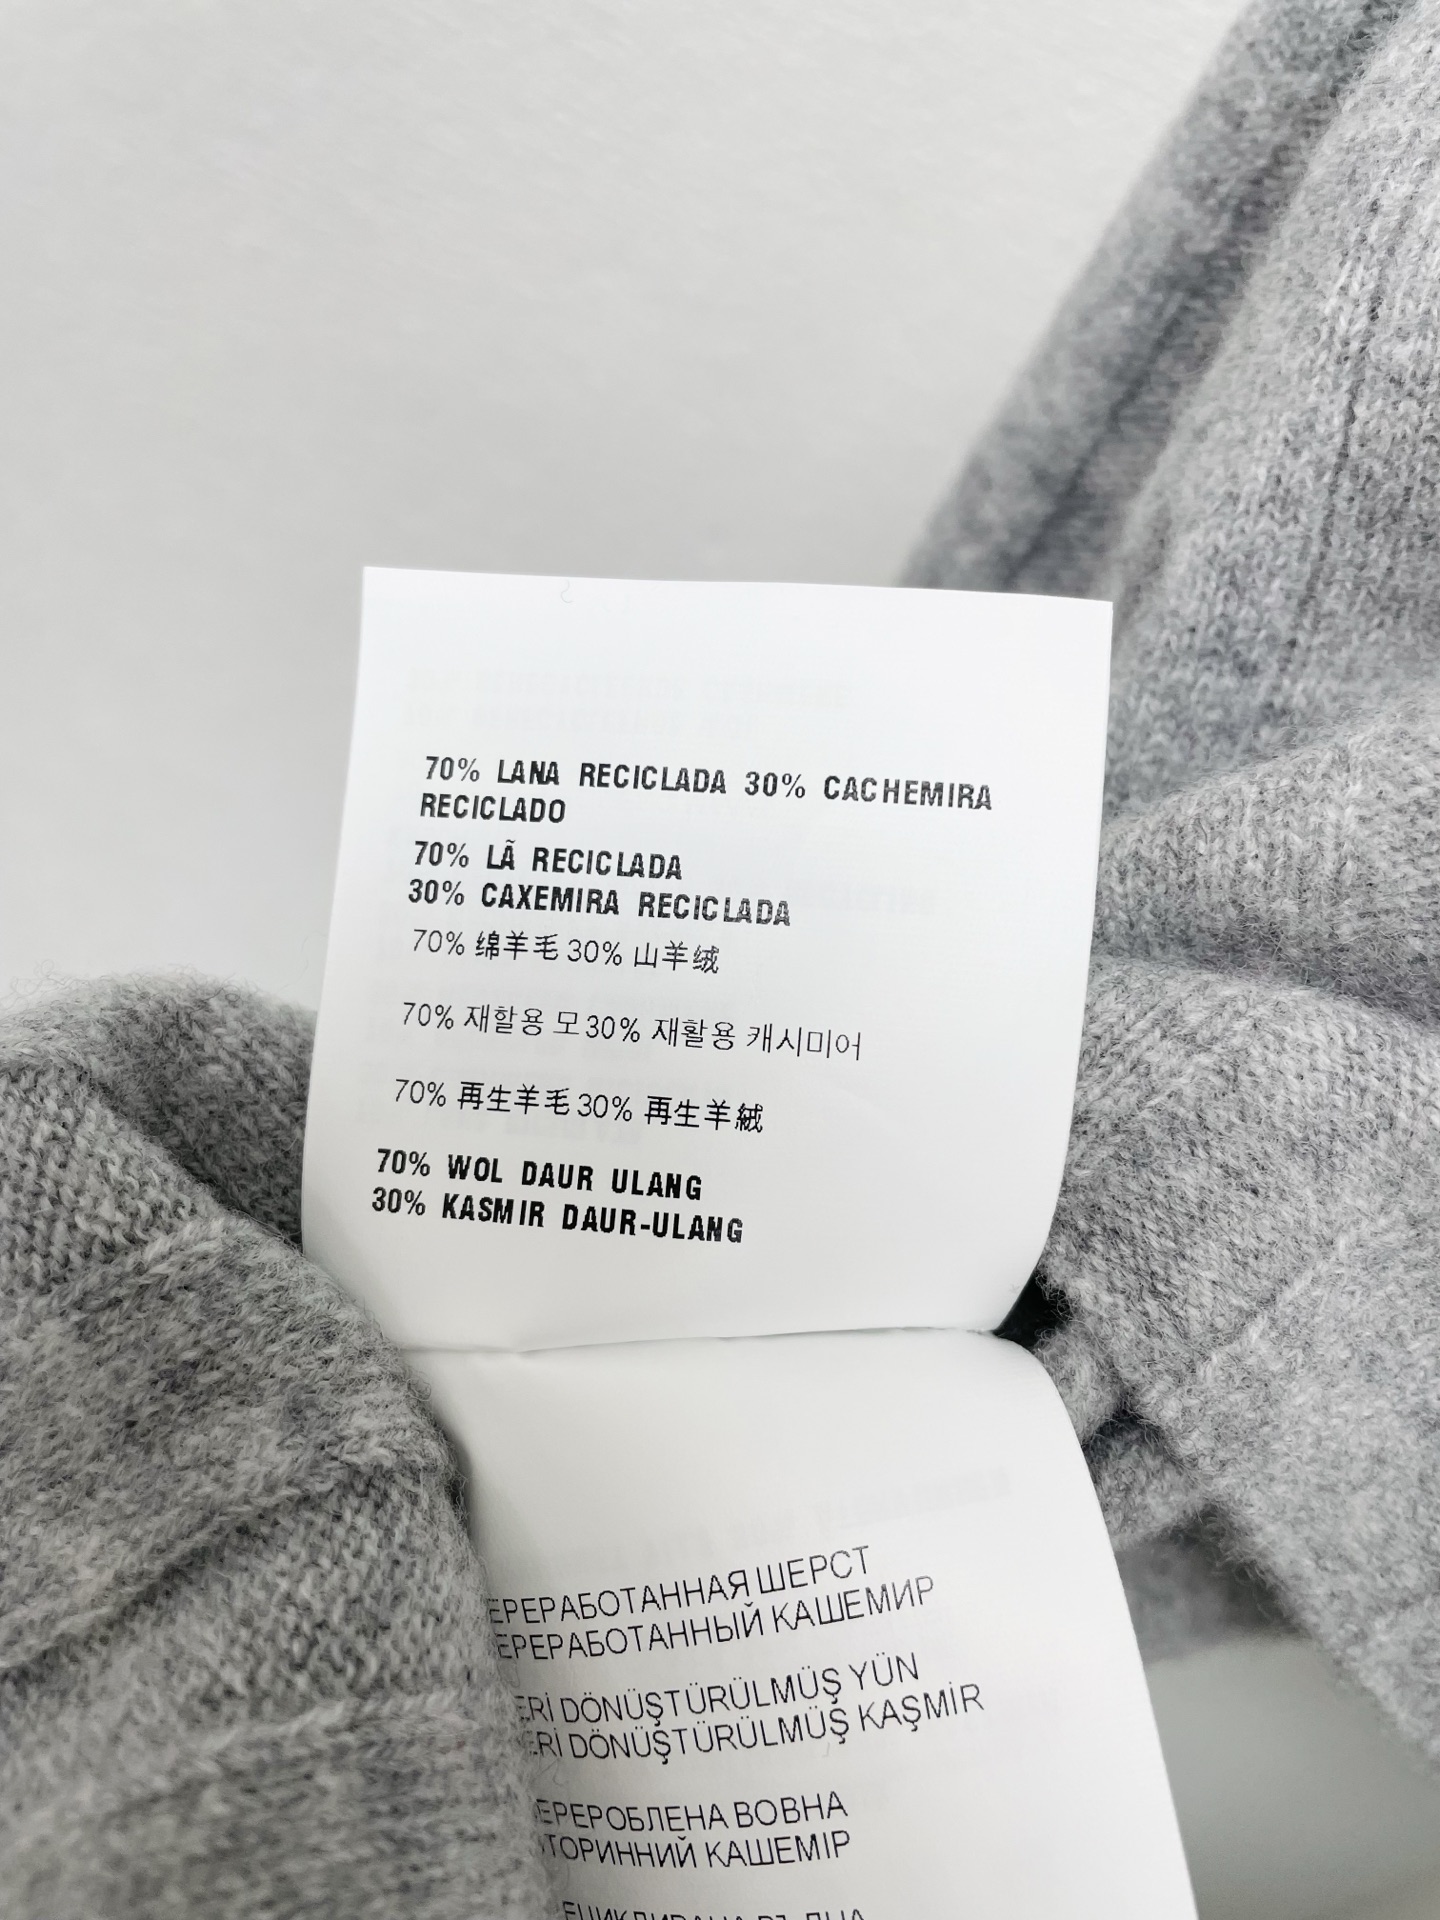 70% LANA RECICLADA 30% CACHEMIRA
RECICLADO
70% LÃ RECICLADA
30% CAXEMIRA RECICLADA
70% 绵羊毛 30% 山羊绒
70% 재할용 모 30% 재활용 캐시미어
70% 再生羊毛 30% 再生羊絨
70% WOL DAUR ULANG
30% KASMIR DAUR-ULANG
ЕРЕРАБОТАННАЯ ШЕРСТ
ЕРЕРАБОТАННЫЙ КАШЕМИР
ERİ DÖNÜŞTÜRÜLMÜŞ YÜN
ERİ DÖNÜŞTÜRÜLMÜŞ KAŞMİR
ЕРЕРОБЛЕНА ВОВНА
ТОРИННИЙ КАШЕМІР